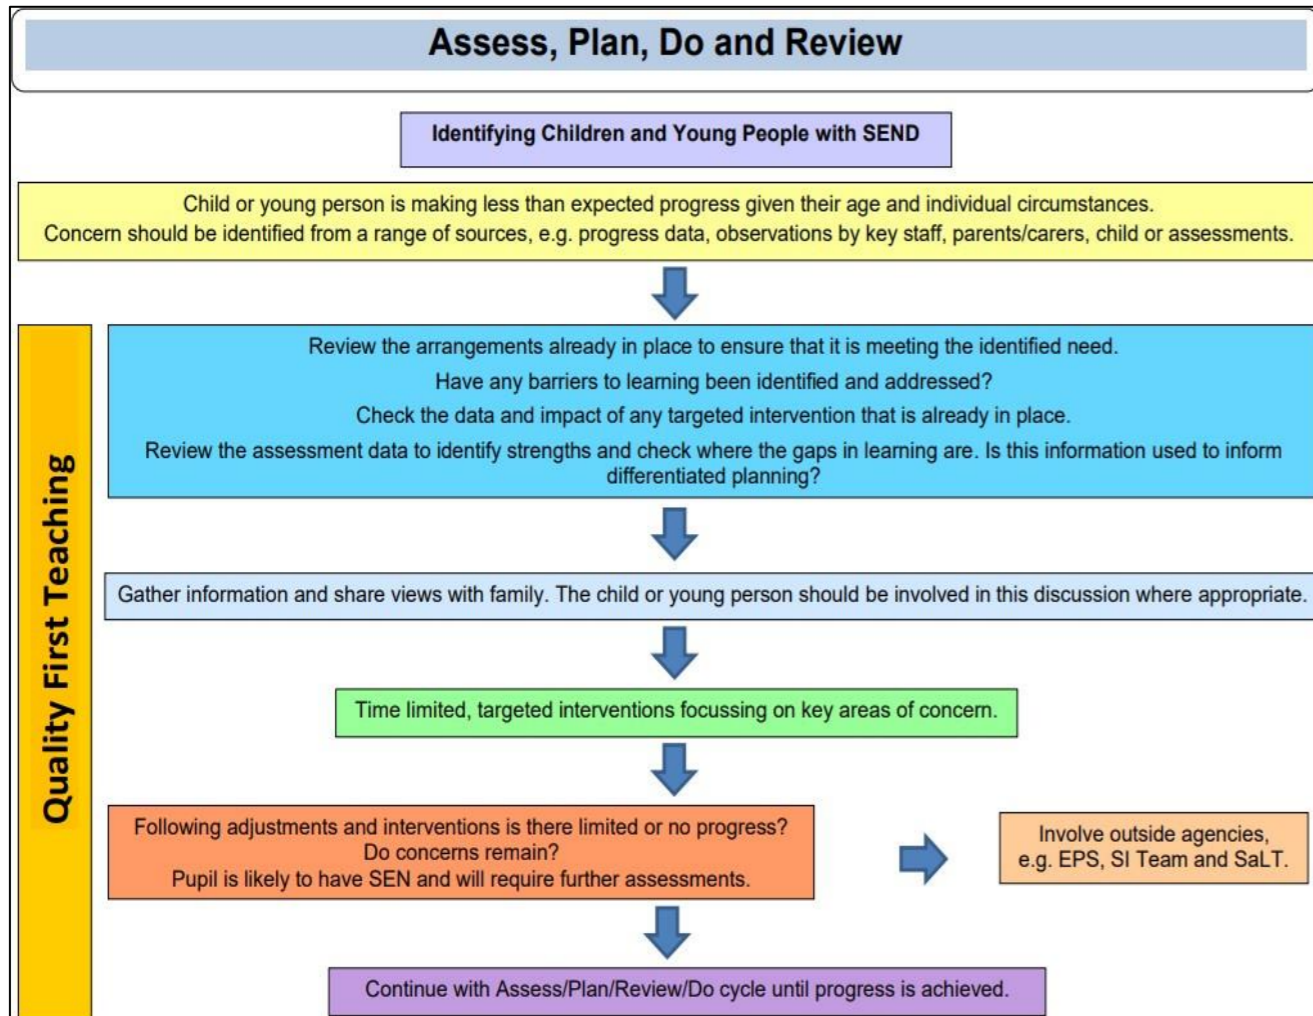 Assess, Plan, Do and Review
Identifying Children and Young People with SEND
Child or young person is making less than expected progress given their age and individual circumstances.
Concern should be identified from a range of sources, e.g. progress data, observations by key staff, parents/carers, child or assessments.
Quality First Teaching
Review the arrangements already in place to ensure that it is meeting the identified need.
Have any barriers to learning been identified and addressed?
Check the data and impact of any targeted intervention that is already in place.
Review the assessment data to identify strengths and check where the gaps in learning are. Is this information used to inform
differentiated planning?
Gather information and share views with family. The child or young person should be involved in this discussion where appropriate.
Time limited, targeted interventions focussing on key areas of concern.
Following adjustments and interventions is there limited or no progress?
Do concerns remain?
Pupil is likely to have SEN and will require further assessments.
Involve outside agencies,
e.g. EPS, SI Team and SaLT.
Continue with Assess/Plan/Review/Do cycle until progress is achieved.